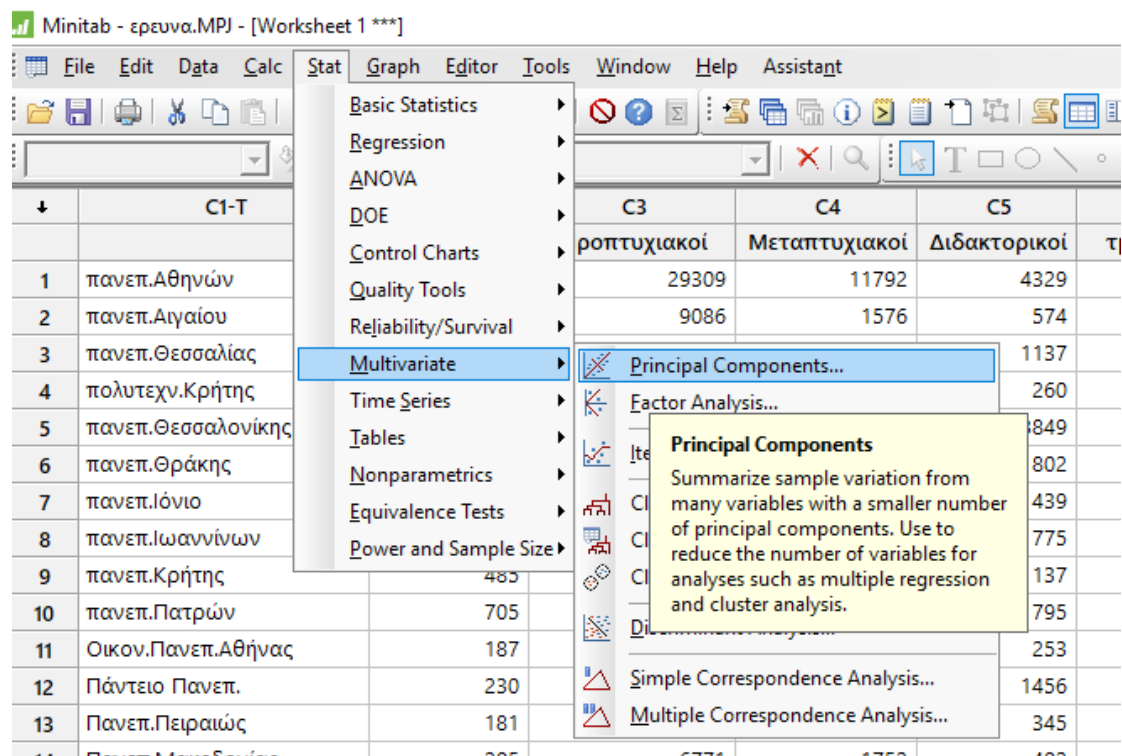 Minitab - ερευνα.MPJ - [Worksheet 1 ***]
File Edit Data Calc Stat Graph Editor Tools Window Help Assistant
Basic Statistics
Regression
ANOVA
DOE
Control Charts
Quality Tools
Reliability/Survival
Multivariate
Time Series
Tables
Nonparametrics
Equivalence Tests
Power and Sample Size
Principal Components...
Factor Analysis...
Principal Components
Summarize sample variation from
many variables with a smaller number
of principal components. Use to
reduce the number of variables for
analyses such as multiple regression
and cluster analysis.
Simple Correspondence Analysis...
Multiple Correspondence Analysis...
C1-T C3 C4 C5
ροπτυχιακοί Μεταπτυχιακοί Διδακτορικοί
1 πανεπ.Αθηνών 29309 11792 4329
2 πανεπ.Αιγαίου 9086 1576 574
3 πανεπ.Θεσσαλίας 1137
4 πολυτεχν.Κρήτης 260
5 πανεπ.Θεσσαλονίκης 849
6 πανεπ.Θράκης 802
7 πανεπ.Ιόνιο 439
8 πανεπ.Ιωαννίνων 775
9 πανεπ.Κρήτης 485 137
10 πανεπ.Πατρών 705 795
11 Οικον.Πανεπ.Αθήνας 187 253
12 Πάντειο Πανεπ. 230 1456
13 Πανεπ.Πειραιώς 181 345